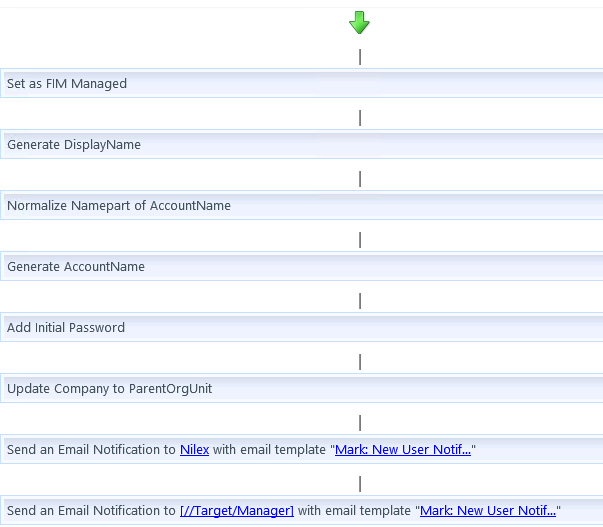 Set as FIM Managed
Generate DisplayName
Normalize Namepart of AccountName
Generate AccountName
Add Initial Password
Update Company to ParentOrgUnit
Send an Email Notification to Nilex with email template "Mark: New User Notif..."
Send an Email Notification to [//Target/Manager] with email template "Mark: New User Notif..."